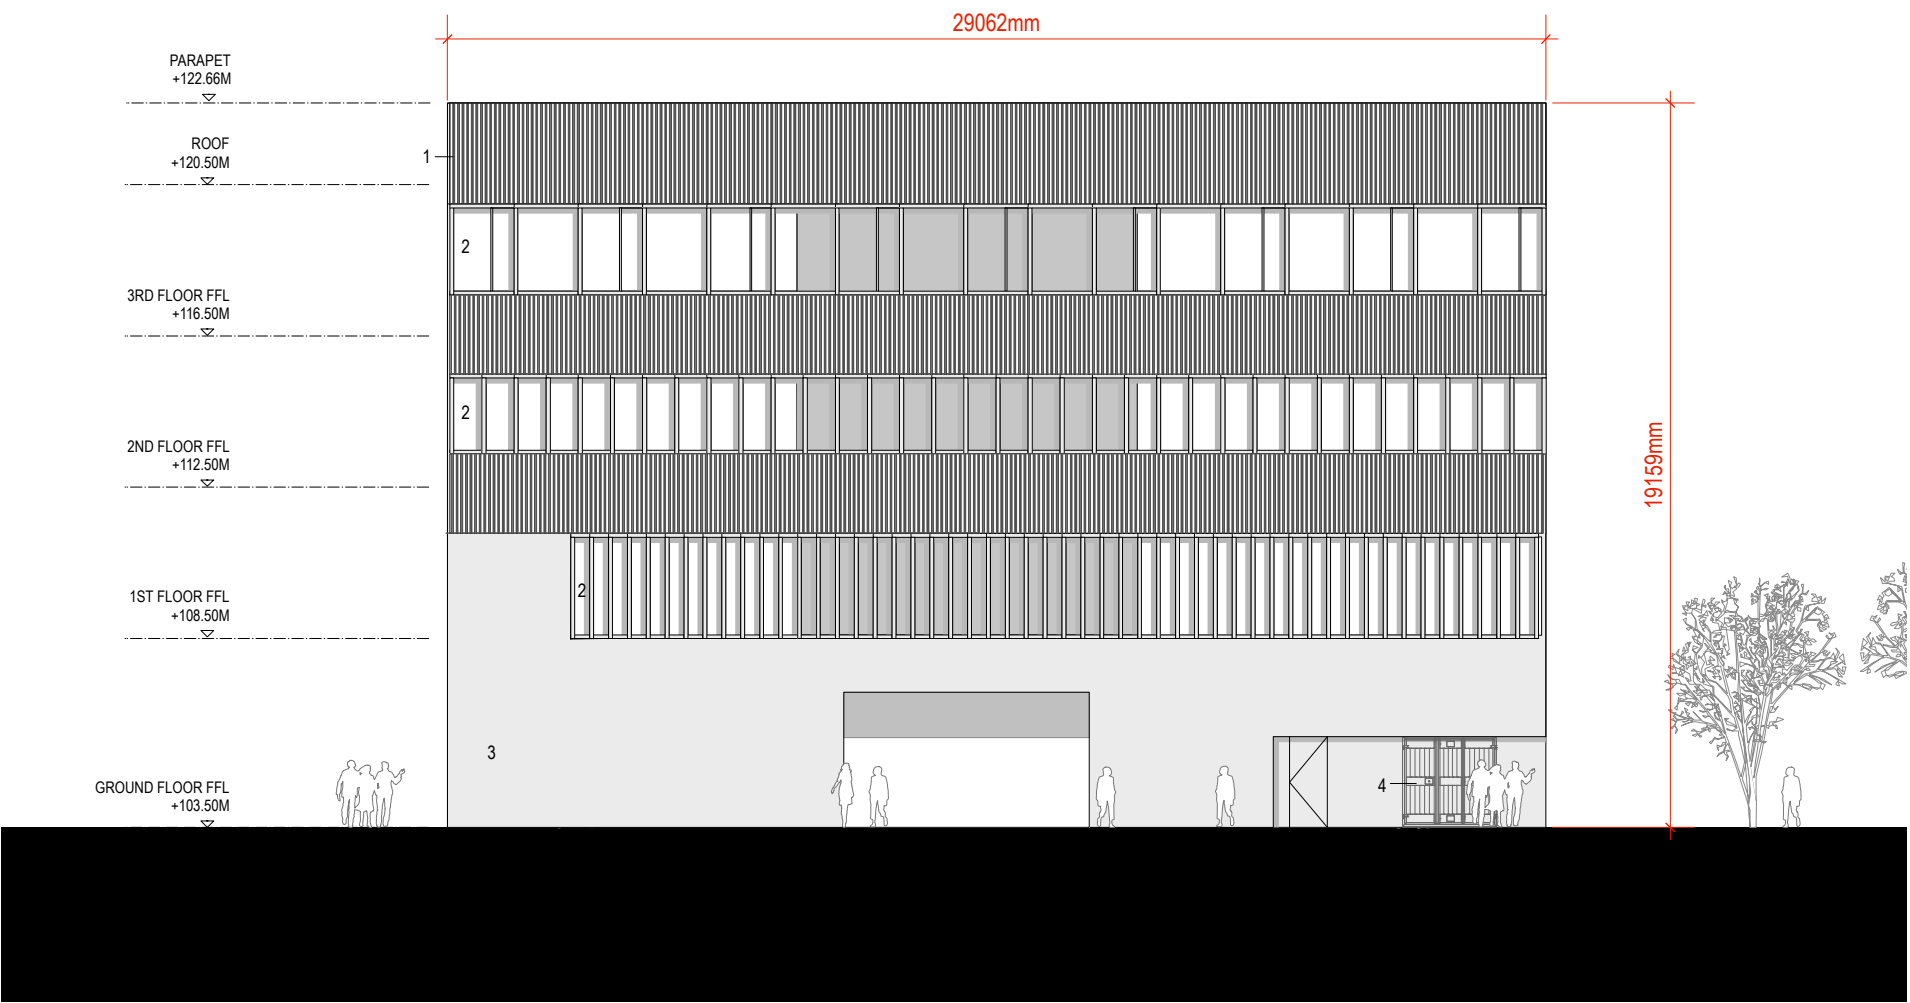 29062mm
PARAPET
+122.66M
ROOF
+120.50M
1
2
3RD FLOOR FFL
+116.50M
2
2ND FLOOR FFL
+112.50M
19159mm
1ST FLOOR FFL
+108.50M
2
3
GROUND FLOOR FFL
+103.50M
4